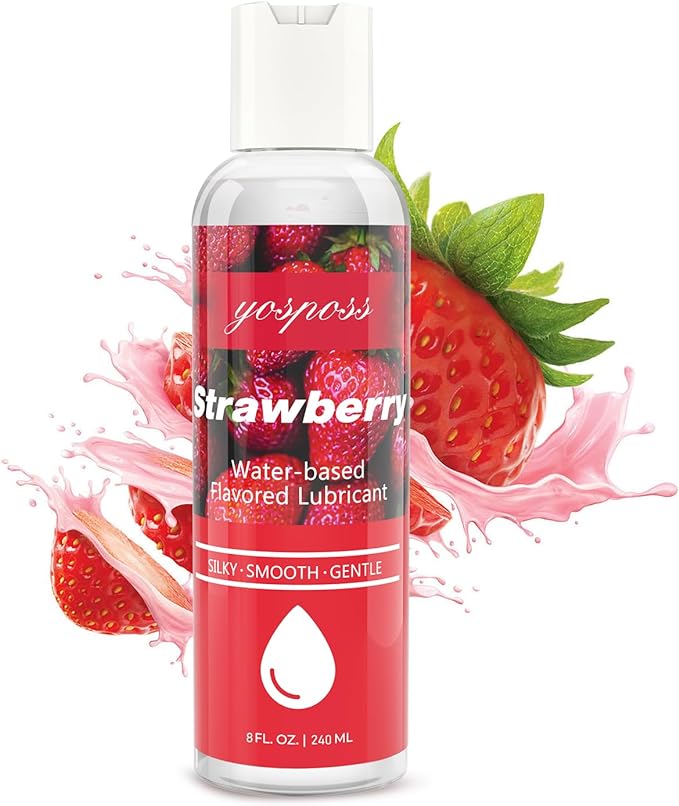 yosposs
Strawberry
Water-based
Flavored Lubricant
SILKY·SMOOTH·GENTLE
8 FL. OZ. | 240 ML